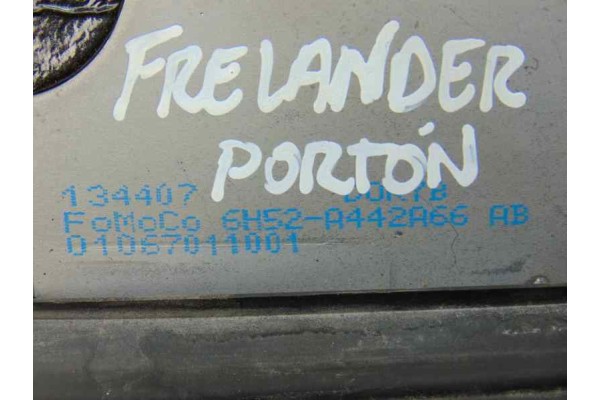 FRELANDER
PORTÓN
134407
FoMoCo 6H52-A442A66 AB
01067011001